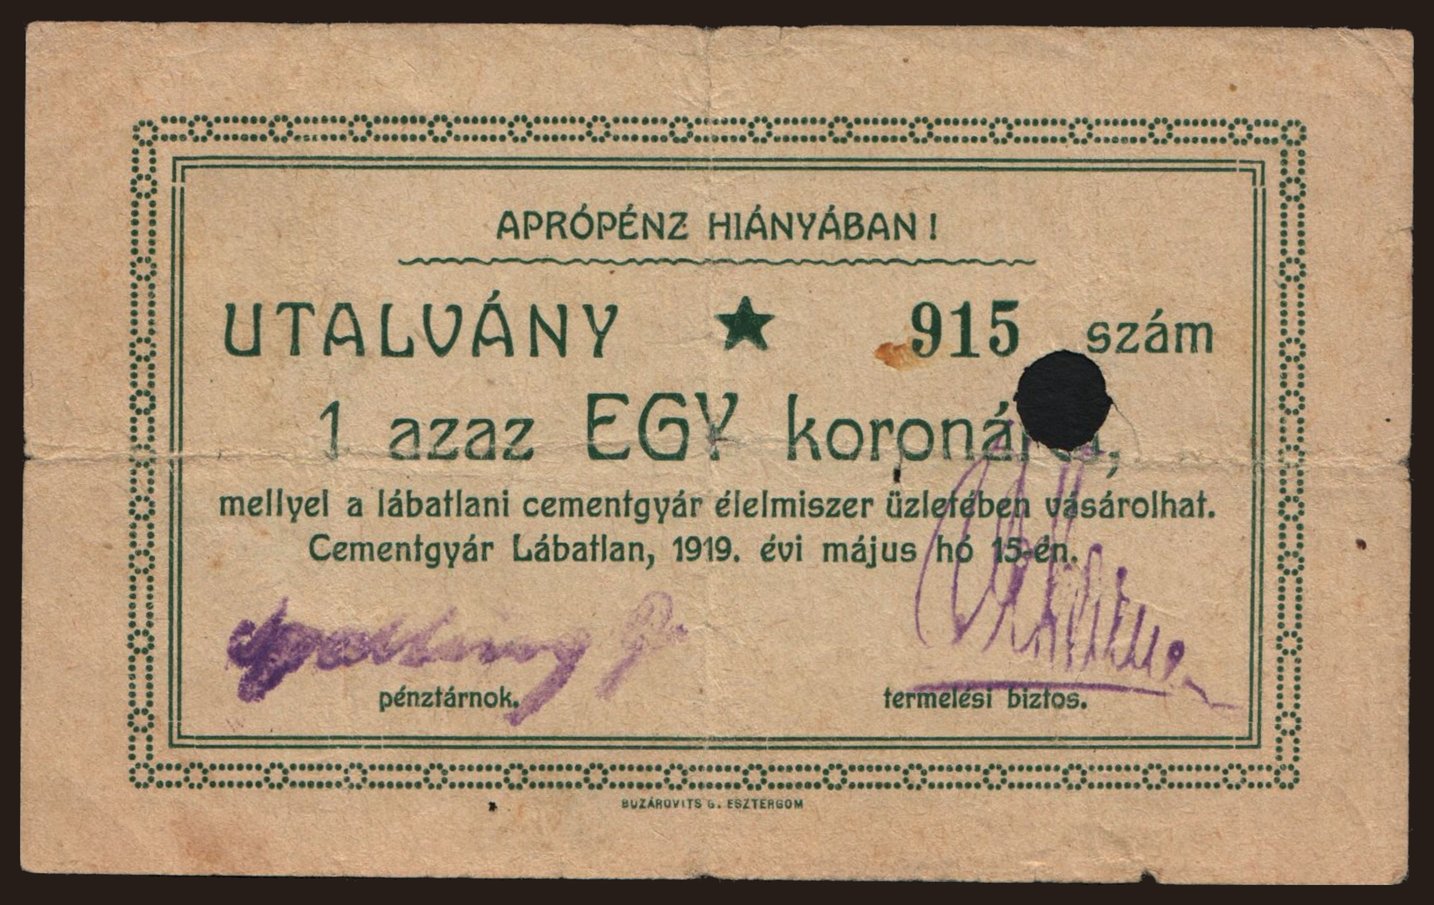 APRÓPÉNZ HIÁNYÁBAN!
UTALVÁNY ★ 915 szám
1 azaz EGY koronára,
mellyel a lábatlani cementgyár élelmiszer üzletében vásárolhat.
Cementgyár Lábatlan, 1919. évi május hó 15-én.
pénztárnok. termelési biztos.
BUZÁROVITS G. ESZTERGOM